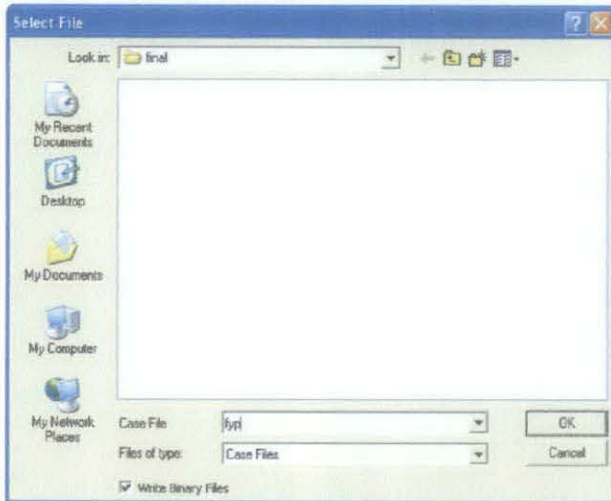 Select File
Look in: final
My Recent
Documents
Desktop
My Documents
My Computer
My Network
Places
Case File fyp
OK
Files of type: Case Files
Cancel
Write Binary Files